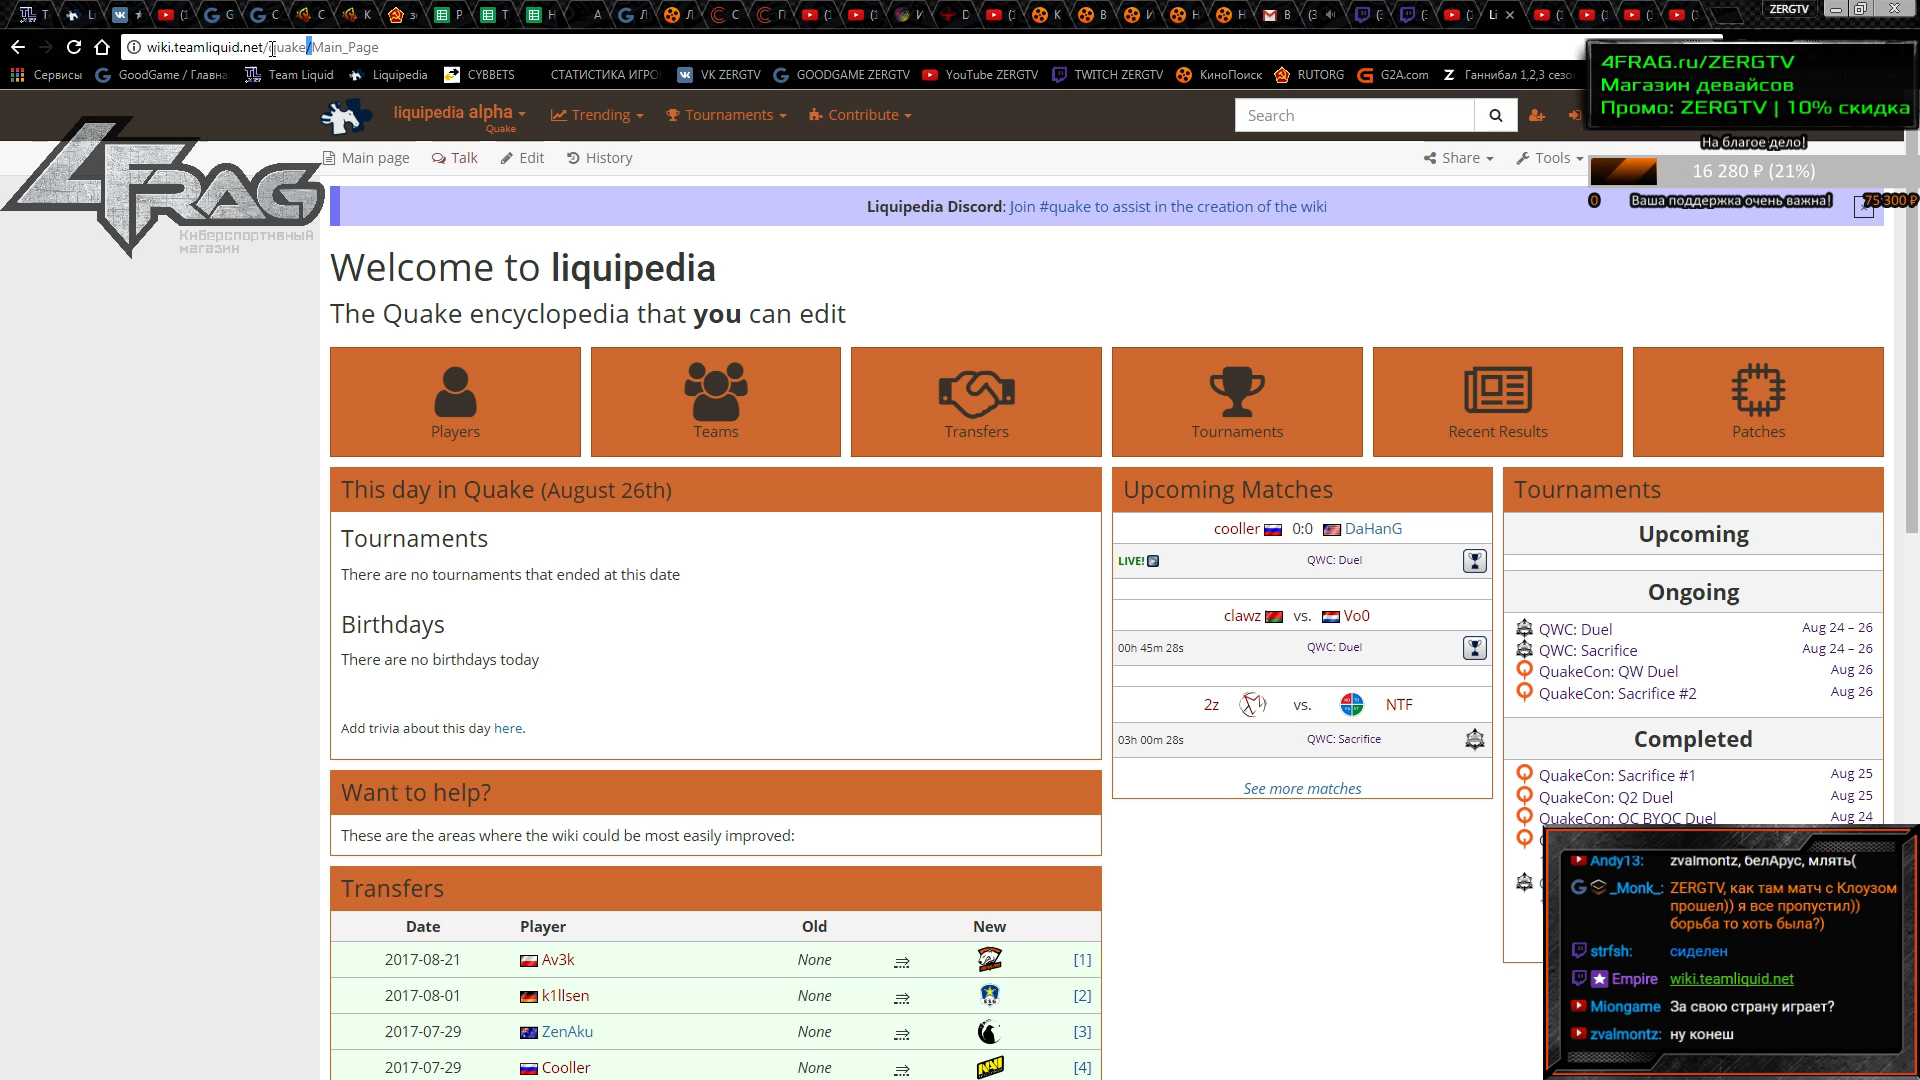 ZERGTV
wiki.teamliquid.net/quake/Main_Page
Сервисы
GoodGame / Главна
Team Liquid
Liquipedia
CYBBETS
СТАТИСТИКА ИГРО
VK ZERGTV
GOODGAME ZERGTV
YouTube ZERGTV
TWITCH ZERGTV
КиноПоиск
RUTORG
G2A.com
Ганнибал 1,2,3 сезо
4FRAG.ru/ZERGTV
Магазин девайсов
Промо: ZERGTV | 10% скидка
liquipedia alpha
Quake
Trending
Tournaments
Contribute
Search
На благое дело!
16 280 ₽ (21%)
0
Ваша поддержка очень важна!
75 300 ₽
4FRAG
Киберспортивный
магазин
Main page
Talk
Edit
History
Share
Tools
Liquipedia Discord: Join #quake to assist in the creation of the wiki
Welcome to liquipedia
The Quake encyclopedia that you can edit
Players
Teams
Transfers
Tournaments
Recent Results
Patches
This day in Quake (August 26th)
Tournaments
There are no tournaments that ended at this date
Birthdays
There are no birthdays today
Add trivia about this day here.
Want to help?
These are the areas where the wiki could be most easily improved:
Transfers
Date Player Old New
2017-08-21 Av3k None [1]
2017-08-01 k1llsen None [2]
2017-07-29 ZenAku None [3]
2017-07-29 Cooller None [4]
Upcoming Matches
cooller 0:0 DaHanG
LIVE! QWC: Duel
clawz vs. Vo0
00h 45m 28s QWC: Duel
2z vs. NTF
03h 00m 28s QWC: Sacrifice
See more matches
Tournaments
Upcoming
Ongoing
QWC: Duel Aug 24 – 26
QWC: Sacrifice Aug 24 – 26
QuakeCon: QW Duel Aug 26
QuakeCon: Sacrifice #2 Aug 26
Completed
QuakeCon: Sacrifice #1 Aug 25
QuakeCon: Q2 Duel Aug 25
QuakeCon: QC BYOC Duel Aug 24
Andy13: zvalmontz, белАрус, млять(
_Monk_: ZERGTV, как там матч с Клоузом
прошел)) я все пропустил))
борьба то хоть была?)
strfsh: сиделен
Empire wiki.teamliquid.net
Miongame За свою страну играет?
zvalmontz: ну конеш